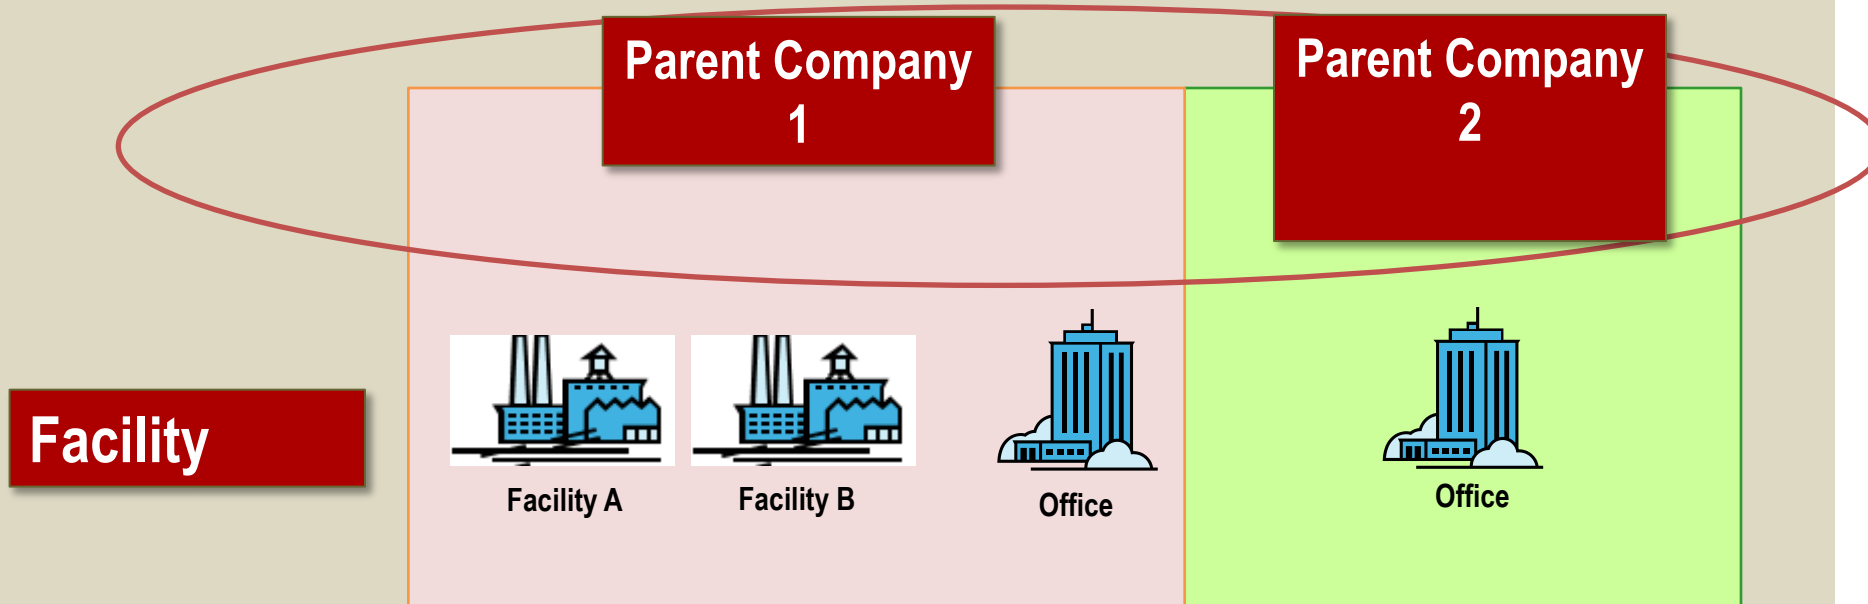 Parent Company
1
Parent Company
2
Facility
Facility A
Facility B
Office
Office